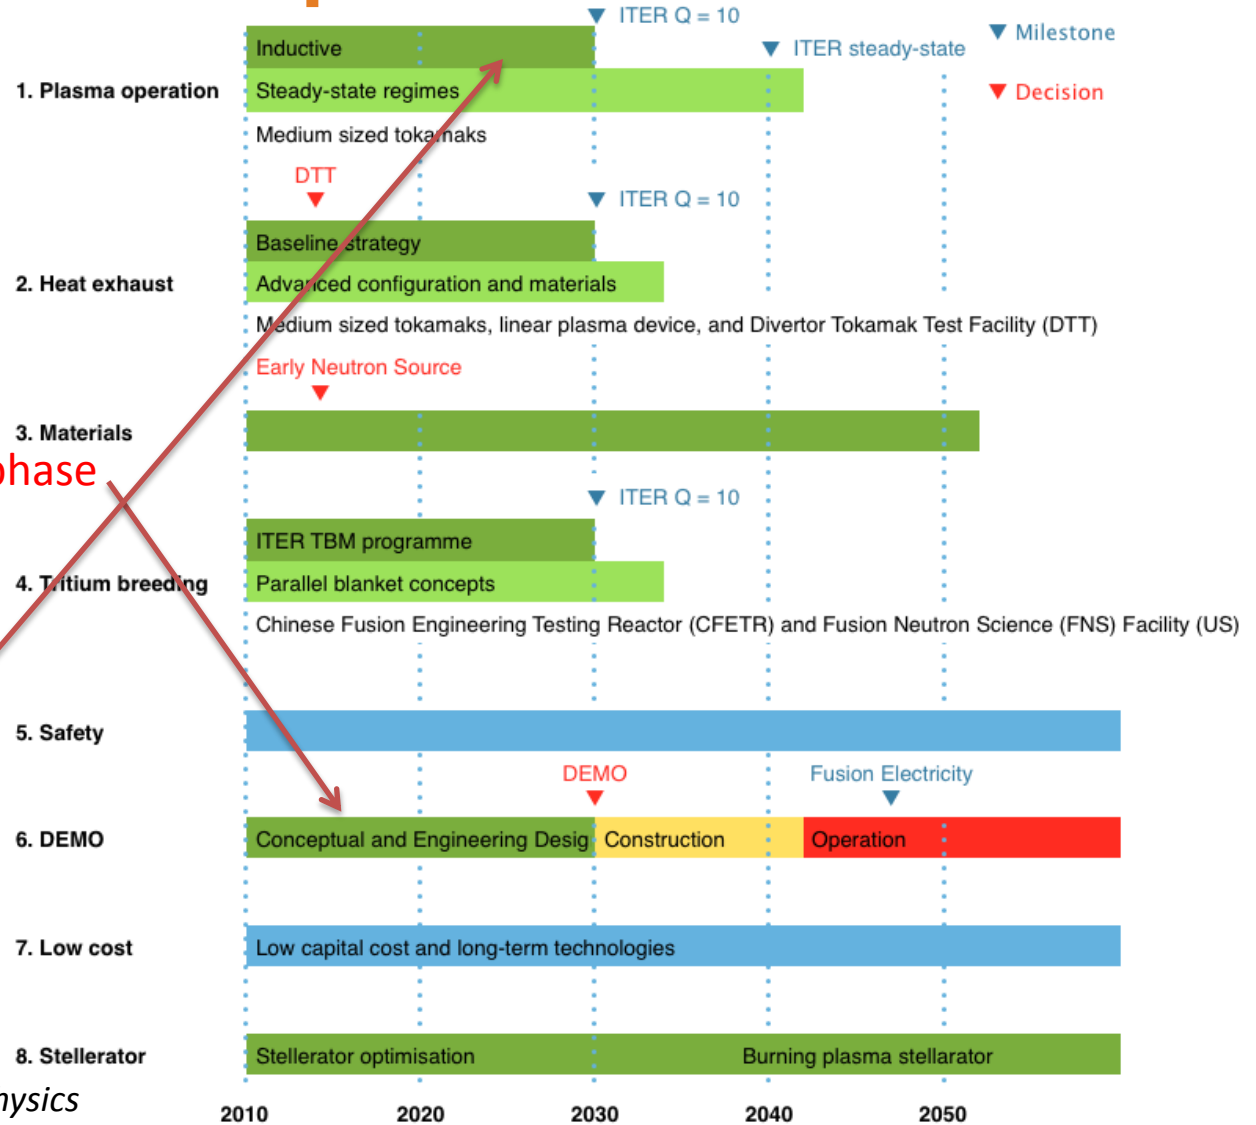 ITER Q = 10
Inductive
ITER steady-state
Milestone
1. Plasma operation
Steady-state regimes
Decision
Medium sized tokamaks
DTT
ITER Q = 10
Baseline strategy
2. Heat exhaust
Advanced configuration and materials
Medium sized tokamaks, linear plasma device, and Divertor Tokamak Test Facility (DTT)
Early Neutron Source
3. Materials
phase
ITER Q = 10
ITER TBM programme
4. Tritium breeding
Parallel blanket concepts
Chinese Fusion Engineering Testing Reactor (CFETR) and Fusion Neutron Science (FNS) Facility (US)
5. Safety
DEMO
Fusion Electricity
6. DEMO
Conceptual and Engineering Desig
Construction
Operation
7. Low cost
Low capital cost and long-term technologies
8. Stellerator
Stellerator optimisation
Burning plasma stellarator
hysics
2010 2020 2030 2040 2050